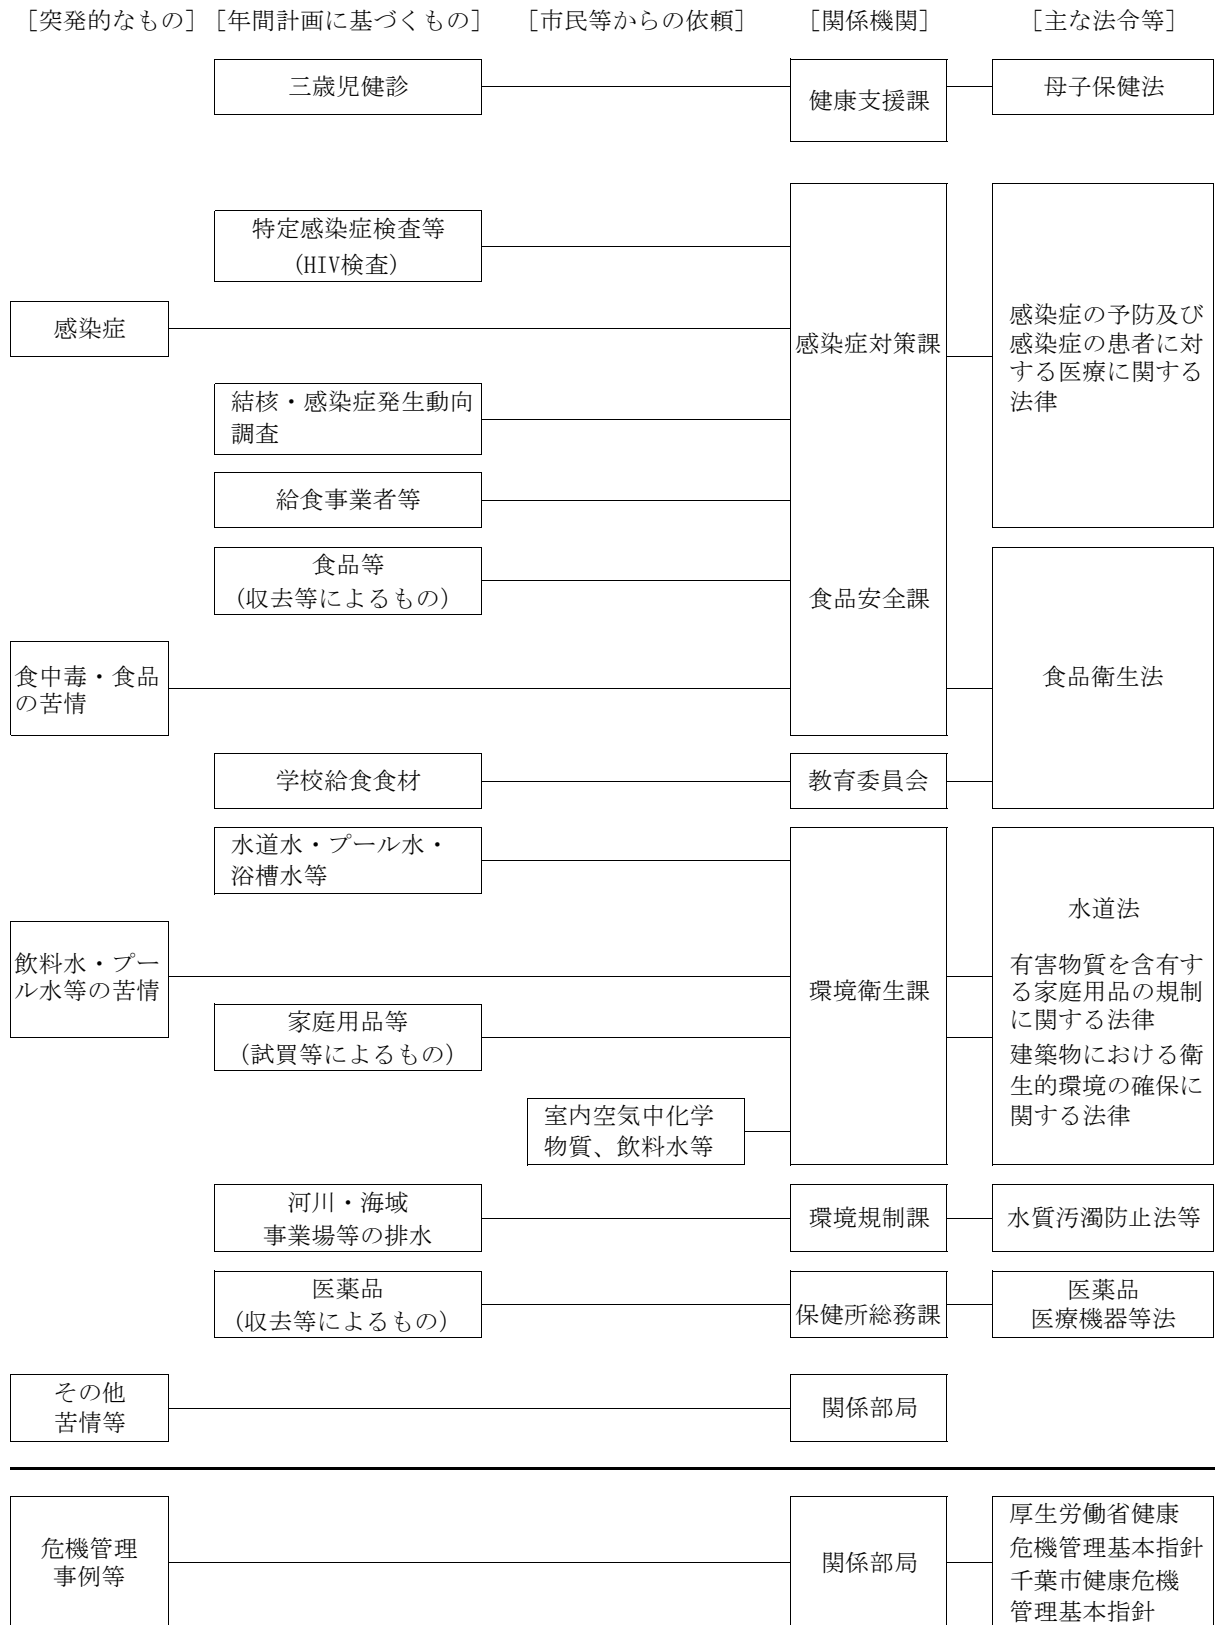 ［突発的なもの］［年間計画に基づくもの］ ［市民等からの依頼］ ［関係機関］ ［主な法令等］
三歳児健診
健康支援課
母子保健法
特定感染症検査等
（HIV検査）
感染症
結核・感染症発生動向
調査
給食事業者等
感染症対策課
感染症の予防及び
感染症の患者に対
する医療に関する
法律
食品等
（収去等によるもの）
食品安全課
食中毒・食品
の苦情
食品衛生法
学校給食食材
教育委員会
水道水・プール水・
浴槽水等
飲料水・プー
ル水等の苦情
家庭用品等
（試買等によるもの）
室内空気中化学
物質、飲料水等
環境衛生課
水道法
有害物質を含有す
る家庭用品の規制
に関する法律
建築物における衛
生的環境の確保に
関する法律
河川・海域
事業場等の排水
環境規制課
水質汚濁防止法等
医薬品
（収去等によるもの）
保健所総務課
医薬品
医療機器等法
その他
苦情等
関係部局
危機管理
事例等
関係部局
厚生労働省健康
危機管理基本指針
千葉市健康危機
管理基本指針